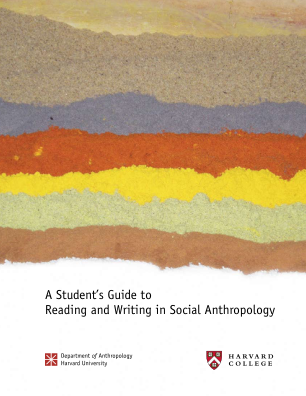 A Student's Guide to
Reading and Writing in Social Anthropology
Department of Anthropology
Harvard University
HARVARD
COLLEGE